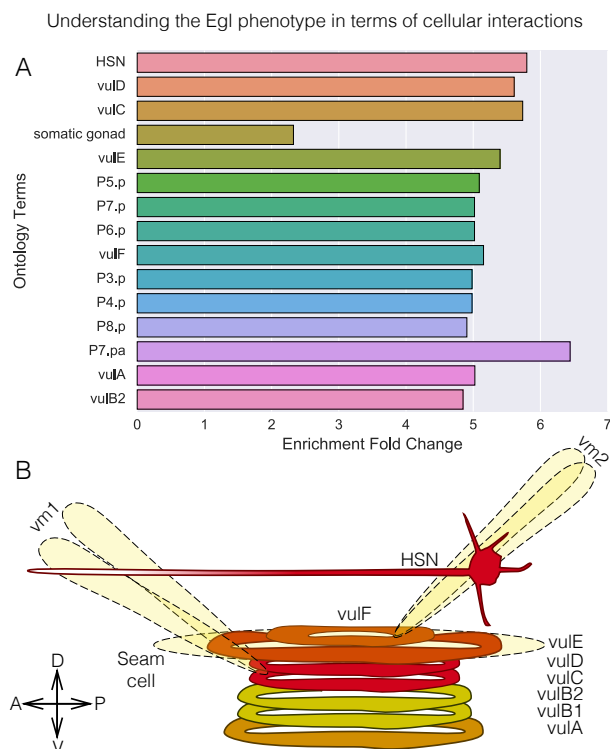 Understanding the Egl phenotype in terms of cellular interactions
A
Ontology Terms
HSN
vulD
vulC
somatic gonad
vulE
P5.p
P7.p
P6.p
vulF
P3.p
P4.p
P8.p
P7.pa
vulA
vulB2
0 1 2 3 4 5 6 7
Enrichment Fold Change
B
vm1
vm2
HSN
vulF
Seam
cell
vulE
vulD
vulC
vulB2
vulB1
vulA
D
A P
V